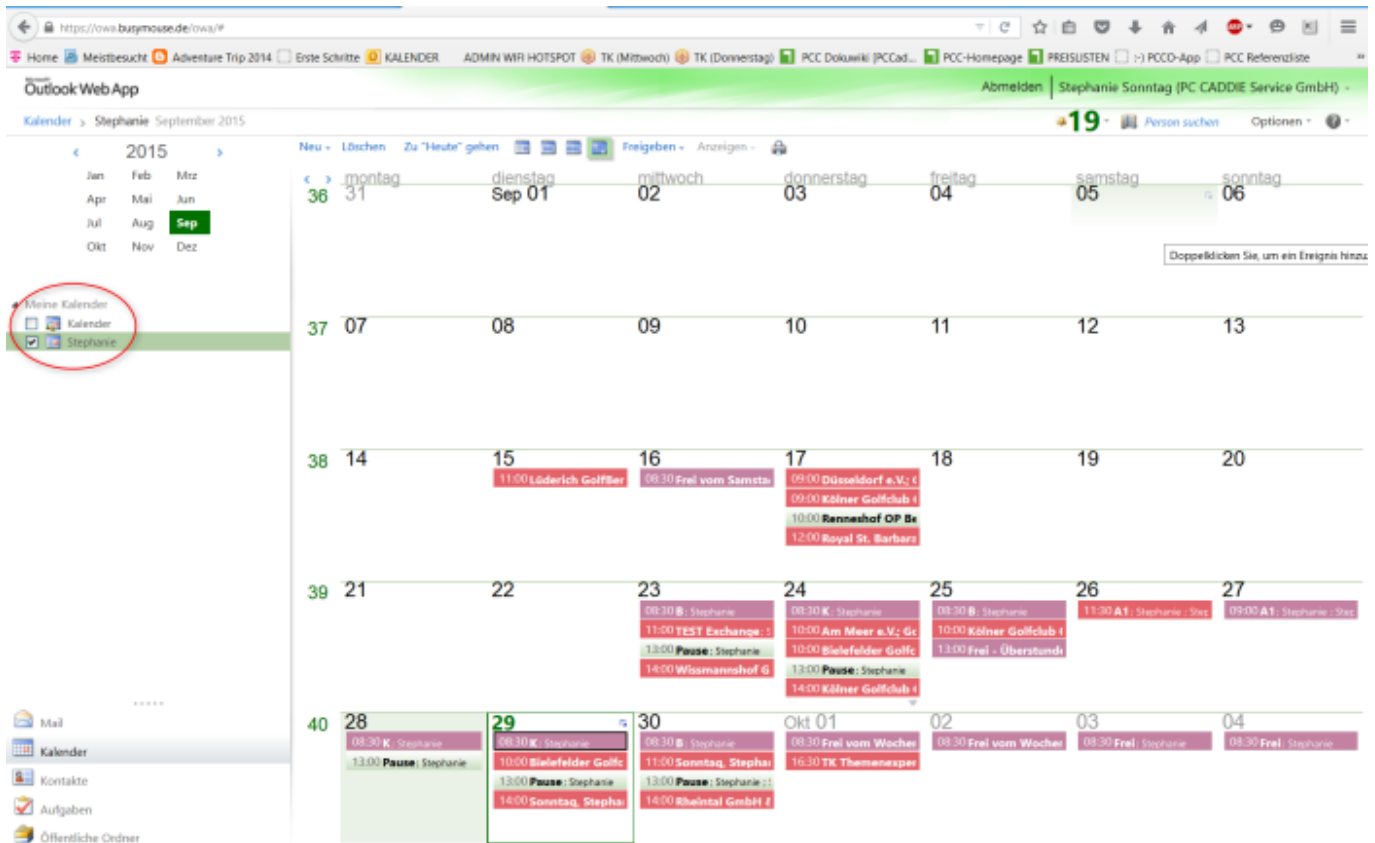 https://owa.busymouse.de/owa/#
Home Meistbesucht Adventure Trip 2014 Erste Schritte KALENDER ADMIN WIFI HOTSPOT TK (Mittwoch) TK (Donnerstag) PCC Dokuwiki [PCCad... PCC-Homepage PREISLISTEN :-) PCCO-App PCC Referenzliste
Microsoft
Outlook Web App Abmelden Stephanie Sonntag (PC CADDIE Service GmbH)
Kalender > Stephanie September 2015 19 Person suchen Optionen
2015
Jan Feb Mrz
Apr Mai Jun
Jul Aug Sep
Okt Nov Dez
Meine Kalender
Kalender
Stephanie
Mail
Kalender
Kontakte
Aufgaben
Öffentliche Ordner
Neu Löschen Zu "Heute" gehen Freigeben Anzeigen
montag dienstag mittwoch donnerstag freitag samstag sonntag
36 31 Sep 01 02 03 04 05 06
Doppelklicken Sie, um ein Ereignis hinzu
37 07 08 09 10 11 12 13
38 14 15 16 17 18 19 20
11:00 Lüderich GolfBer 08:30 Frei vom Samsta 09:00 Düsseldorf e.V.;
09:00 Kölner Golfclub
10:00 Renneshof OP Be
12:00 Royal St. Barbara
39 21 22 23 24 25 26 27
08:30 B: Stephanie 08:30 K: Stephanie 08:30 B: Stephanie 11:30 A1: Stephanie : Step 09:00 A1: Stephanie : Step
11:00 TEST Exchange: S 10:00 Am Meer e.V.; Go 10:00 Kölner Golfclub
13:00 Pause: Stephanie 10:00 Bielefelder Golfc 13:00 Frei - Überstunde
14:00 Wissmannshof G 13:00 Pause: Stephanie
14:00 Kölner Golfclub
40 28 29 30 Okt 01 02 03 04
08:30 K: Stephanie 08:30 K: Stephanie 08:30 B: Stephanie 08:30 Frei vom Wochen 08:30 Frei vom Wochen 08:30 Frei: Stephanie 08:30 Frei: Stephanie
13:00 Pause: Stephanie 10:00 Bielefelder Golfc 11:00 Sonntag, Stephan 16:30 TK Themenexper
13:00 Pause: Stephanie 13:00 Pause: Stephanie : S
14:00 Sonntag, Stephan 14:00 Rheintal GmbH &